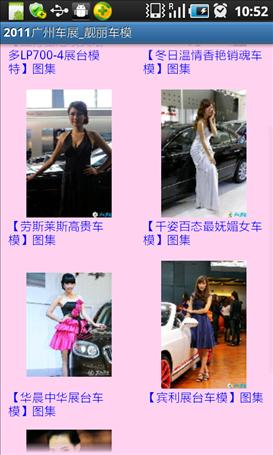 10:52
2011广州车展_靓丽车模
多LP700-4展台模
特】图集
【冬日温情香艳销魂车
模】图集
【劳斯莱斯高贵车
模】图集
【千姿百态最妩媚女车
模】图集
【华晨中华展台车
模】图集
【宾利展台车模】图集